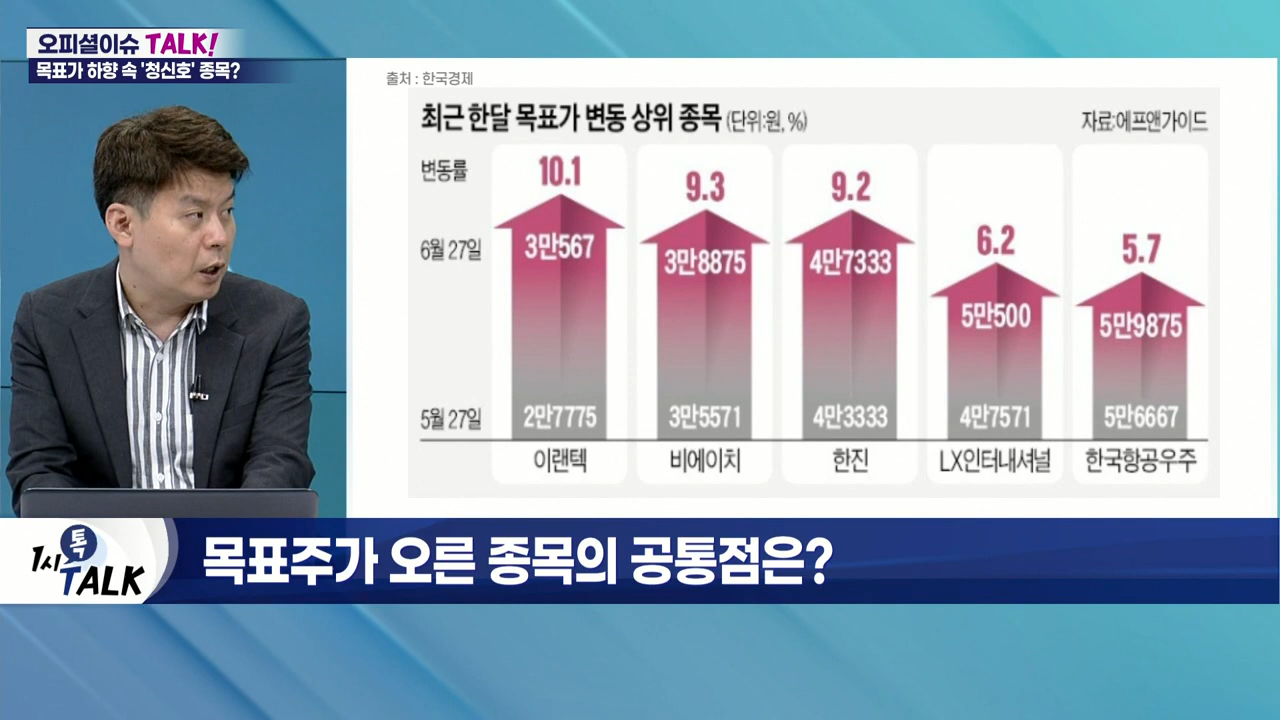 오피셜이슈 TALK!
목표가 하향 속 '청신호' 종목?
출처 : 한국경제
최근 한달 목표가 변동 상위 종목 (단위:원, %)
자료:에프앤가이드
변동률
10.1
9.3
9.2
6.2
5.7
6월 27일
3만567
3만8875
4만7333
5만500
5만9875
5월 27일
2만7775
3만5571
4만3333
4만7571
5만6667
이랜텍
비에이치
한진
LX인터내셔널
한국항공우주
1시 톡 TALK
목표주가 오른 종목의 공통점은?